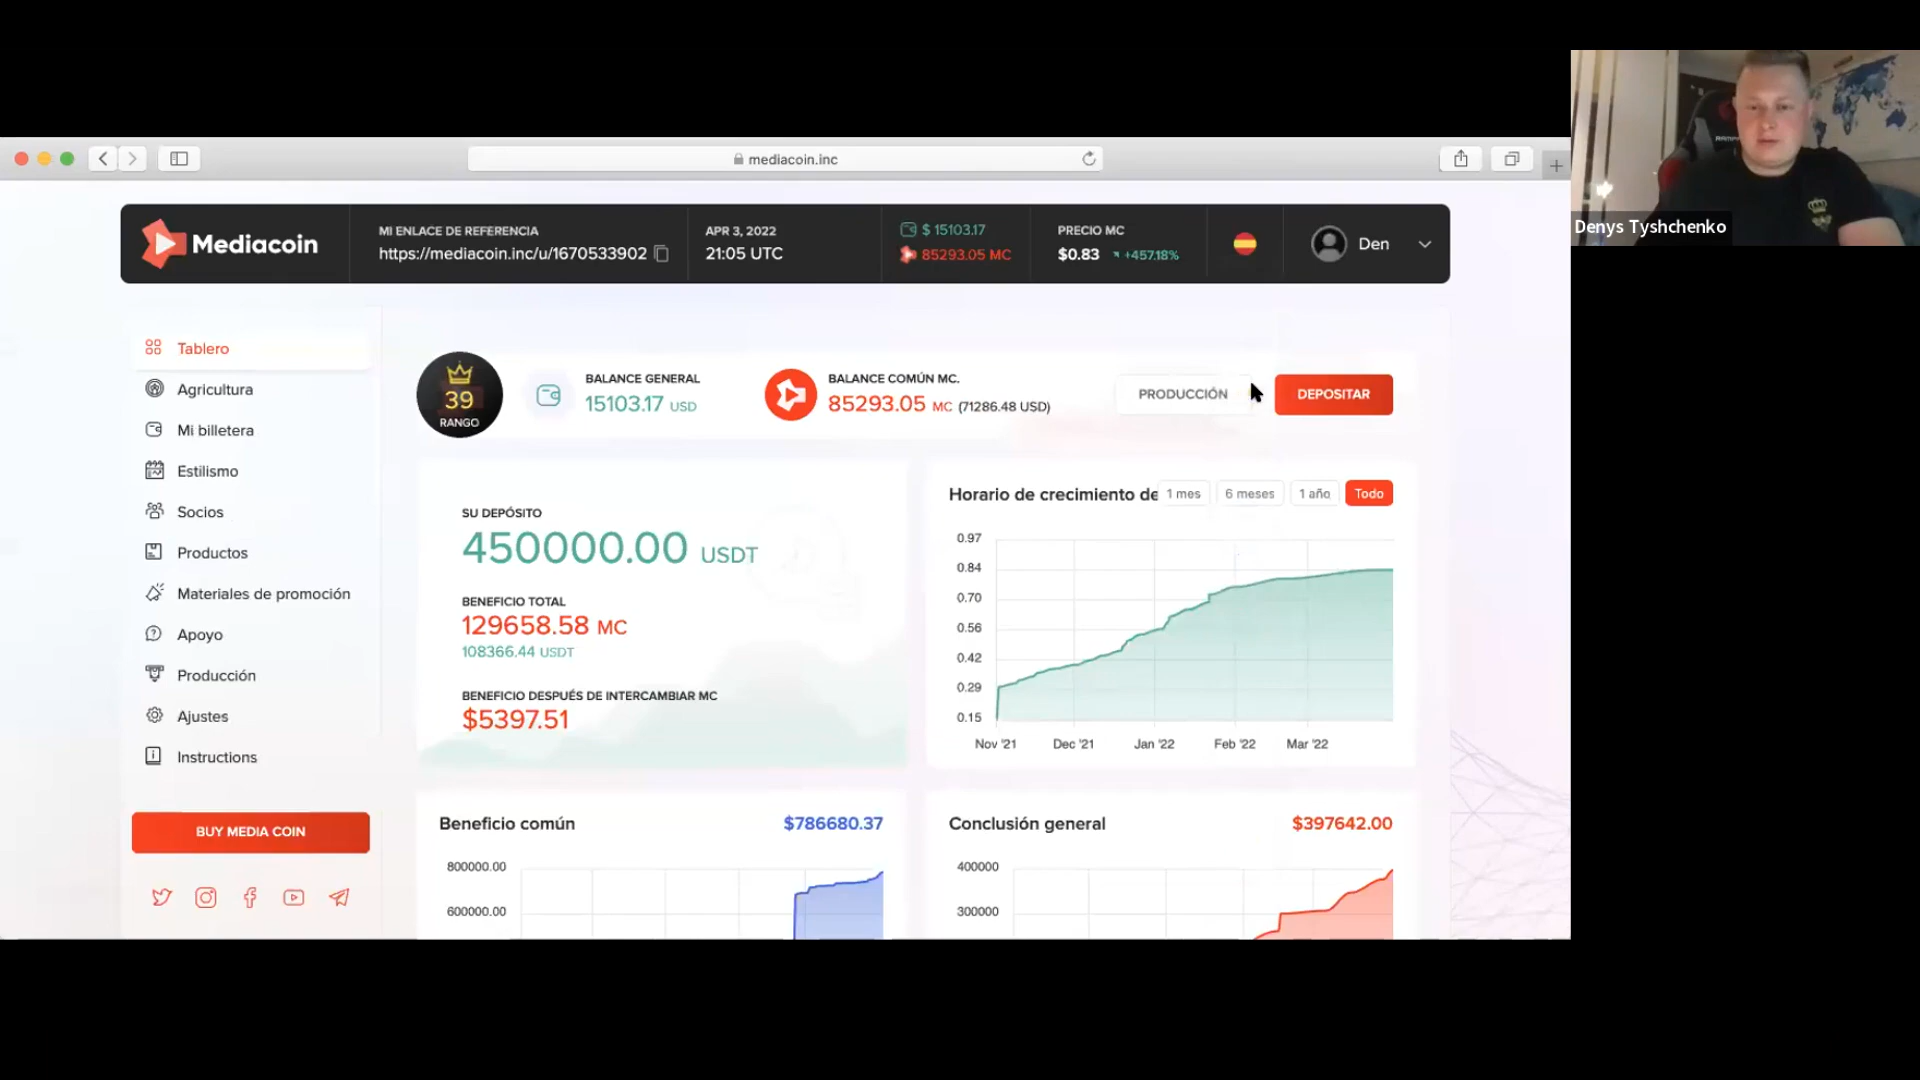 mediacoin.inc
Denys Tyshchenko
Mediacoin
MI ENLACE DE REFERENCIA
https://mediacoin.inc/u/1670533902
APR 3, 2022
21:05 UTC
$ 15103.17
85293.05 MC
PRECIO MC
$0.83 +457.18%
Den
Tablero
Agricultura
Mi billetera
Estilismo
Socios
Productos
Materiales de promoción
Apoyo
Producción
Ajustes
Instructions
BUY MEDIA COIN
39
RANGO
BALANCE GENERAL
15103.17 USD
BALANCE COMÚN MC.
85293.05 MC (71286.48 USD)
PRODUCCIÓN
DEPOSITAR
SU DEPÓSITO
450000.00 USDT
BENEFICIO TOTAL
129658.58 MC
108366.44 USDT
BENEFICIO DESPUÉS DE INTERCAMBIAR MC
$5397.51
Horario de crecimiento de
1 mes
6 meses
1 año
Todo
0.97
0.84
0.70
0.56
0.42
0.29
0.15
Nov '21
Dec '21
Jan '22
Feb '22
Mar '22
Beneficio común
$786680.37
800000.00
600000.00
Conclusión general
$397642.00
400000
300000